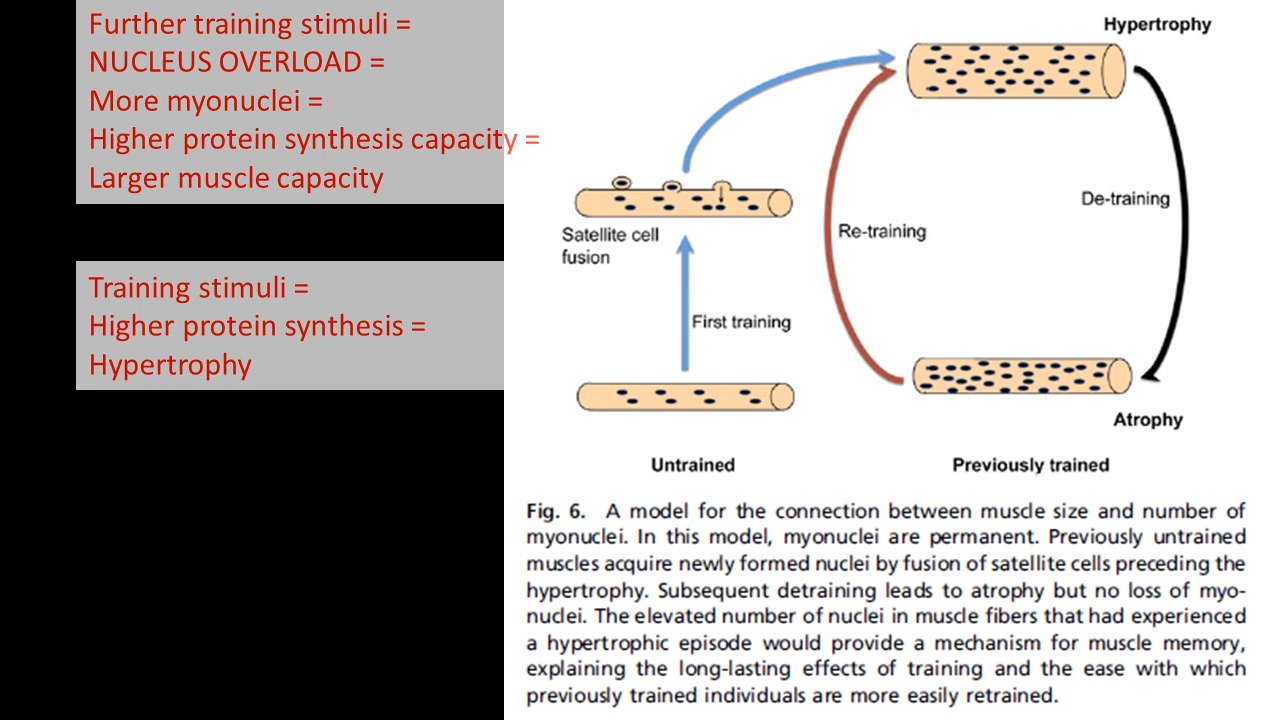 Further training stimuli =
NUCLEUS OVERLOAD =
More myonuclei =
Higher protein synthesis capacity =
Larger muscle capacity
Training stimuli =
Higher protein synthesis =
Hypertrophy
Hypertrophy
De-training
Re-training
Satellite cell
fusion
First training
Atrophy
Untrained
Previously trained
Fig. 6. A model for the connection between muscle size and number of
myonuclei. In this model, myonuclei are permanent. Previously untrained
muscles acquire newly formed nuclei by fusion of satellite cells preceding the
hypertrophy. Subsequent detraining leads to atrophy but no loss of myo-
nuclei. The elevated number of nuclei in muscle fibers that had experienced
a hypertrophic episode would provide a mechanism for muscle memory,
explaining the long-lasting effects of training and the ease with which
previously trained individuals are more easily retrained.